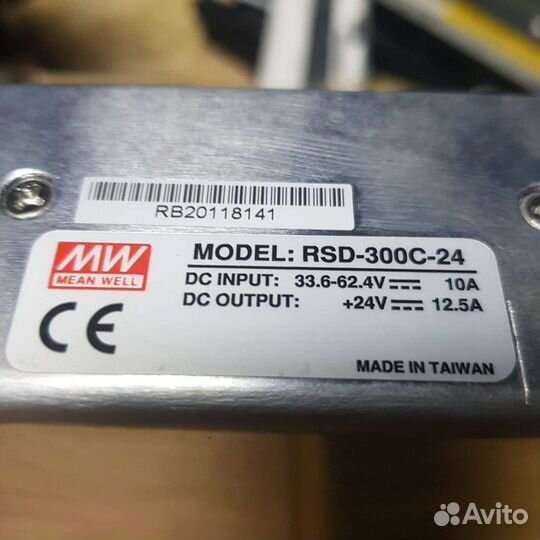 RB20118141
MW
MEAN WELL
MODEL: RSD-300C-24
DC INPUT: 33.6-62.4V⎓ 10A
DC OUTPUT: +24V⎓ 12.5A
CE
MADE IN TAIWAN
Avito